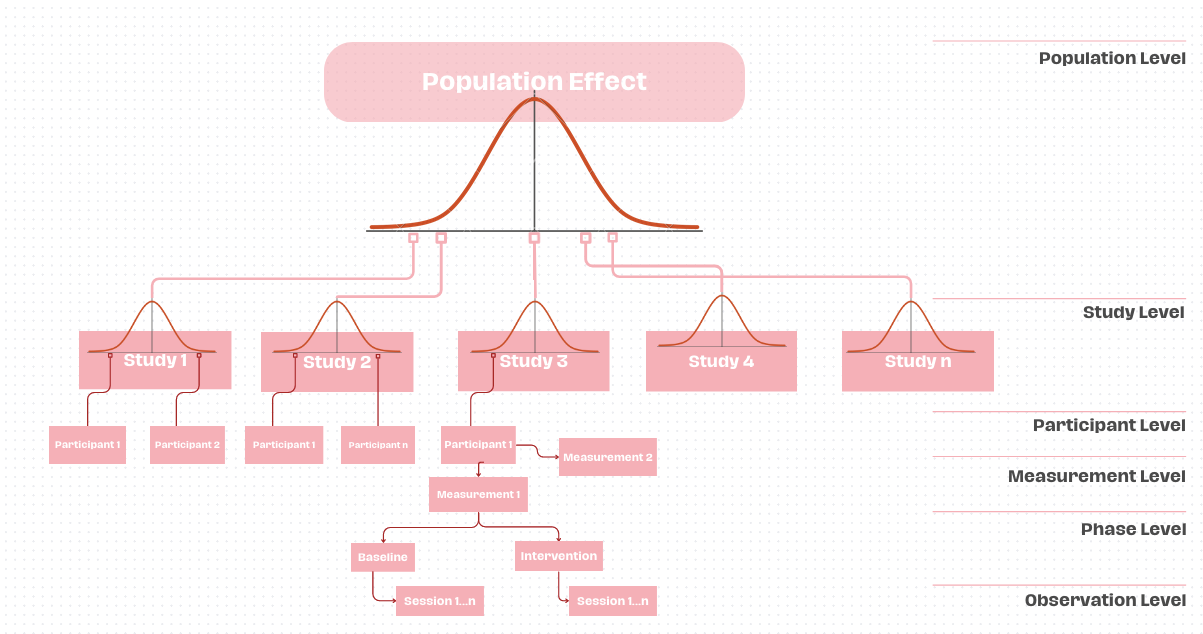 Population Effect
Population Level
Study Level
Study 1
Study 2
Study 3
Study 4
Study n
Participant Level
Participant 1
Participant 2
Participant 1
Participant n
Participant 1
Measurement 2
Measurement Level
Measurement 1
Phase Level
Baseline
Intervention
Session 1...n
Session 1...n
Observation Level